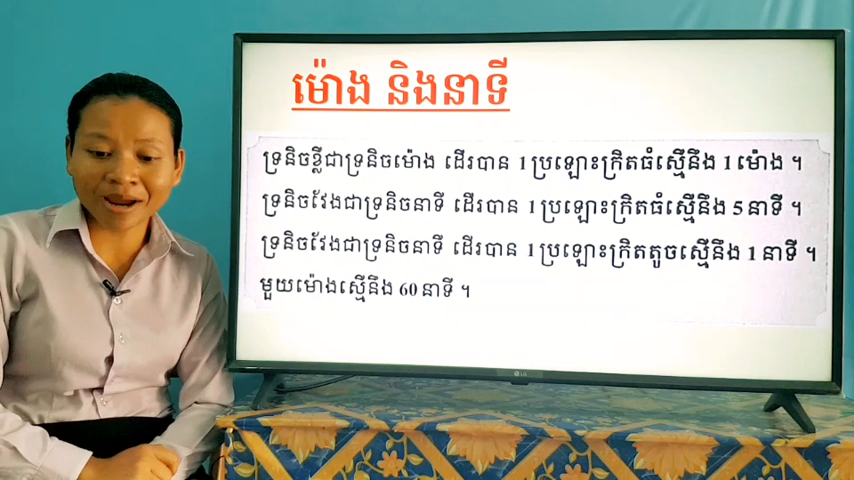 ម៉ោង និងនាទី
ទ្រនិចខ្លីជាទ្រនិចម៉ោង ដើរបាន 1 ប្រឡោះក្រិតធំស្មើនឹង 1 ម៉ោង ។
ទ្រនិចវែងជាទ្រនិចនាទី ដើរបាន 1 ប្រឡោះក្រិតធំស្មើនឹង 5 នាទី ។
ទ្រនិចវែងជាទ្រនិចនាទី ដើរបាន 1 ប្រឡោះក្រិតតូចស្មើនឹង 1 នាទី ។
មួយម៉ោងស្មើនឹង 60 នាទី ។
LG